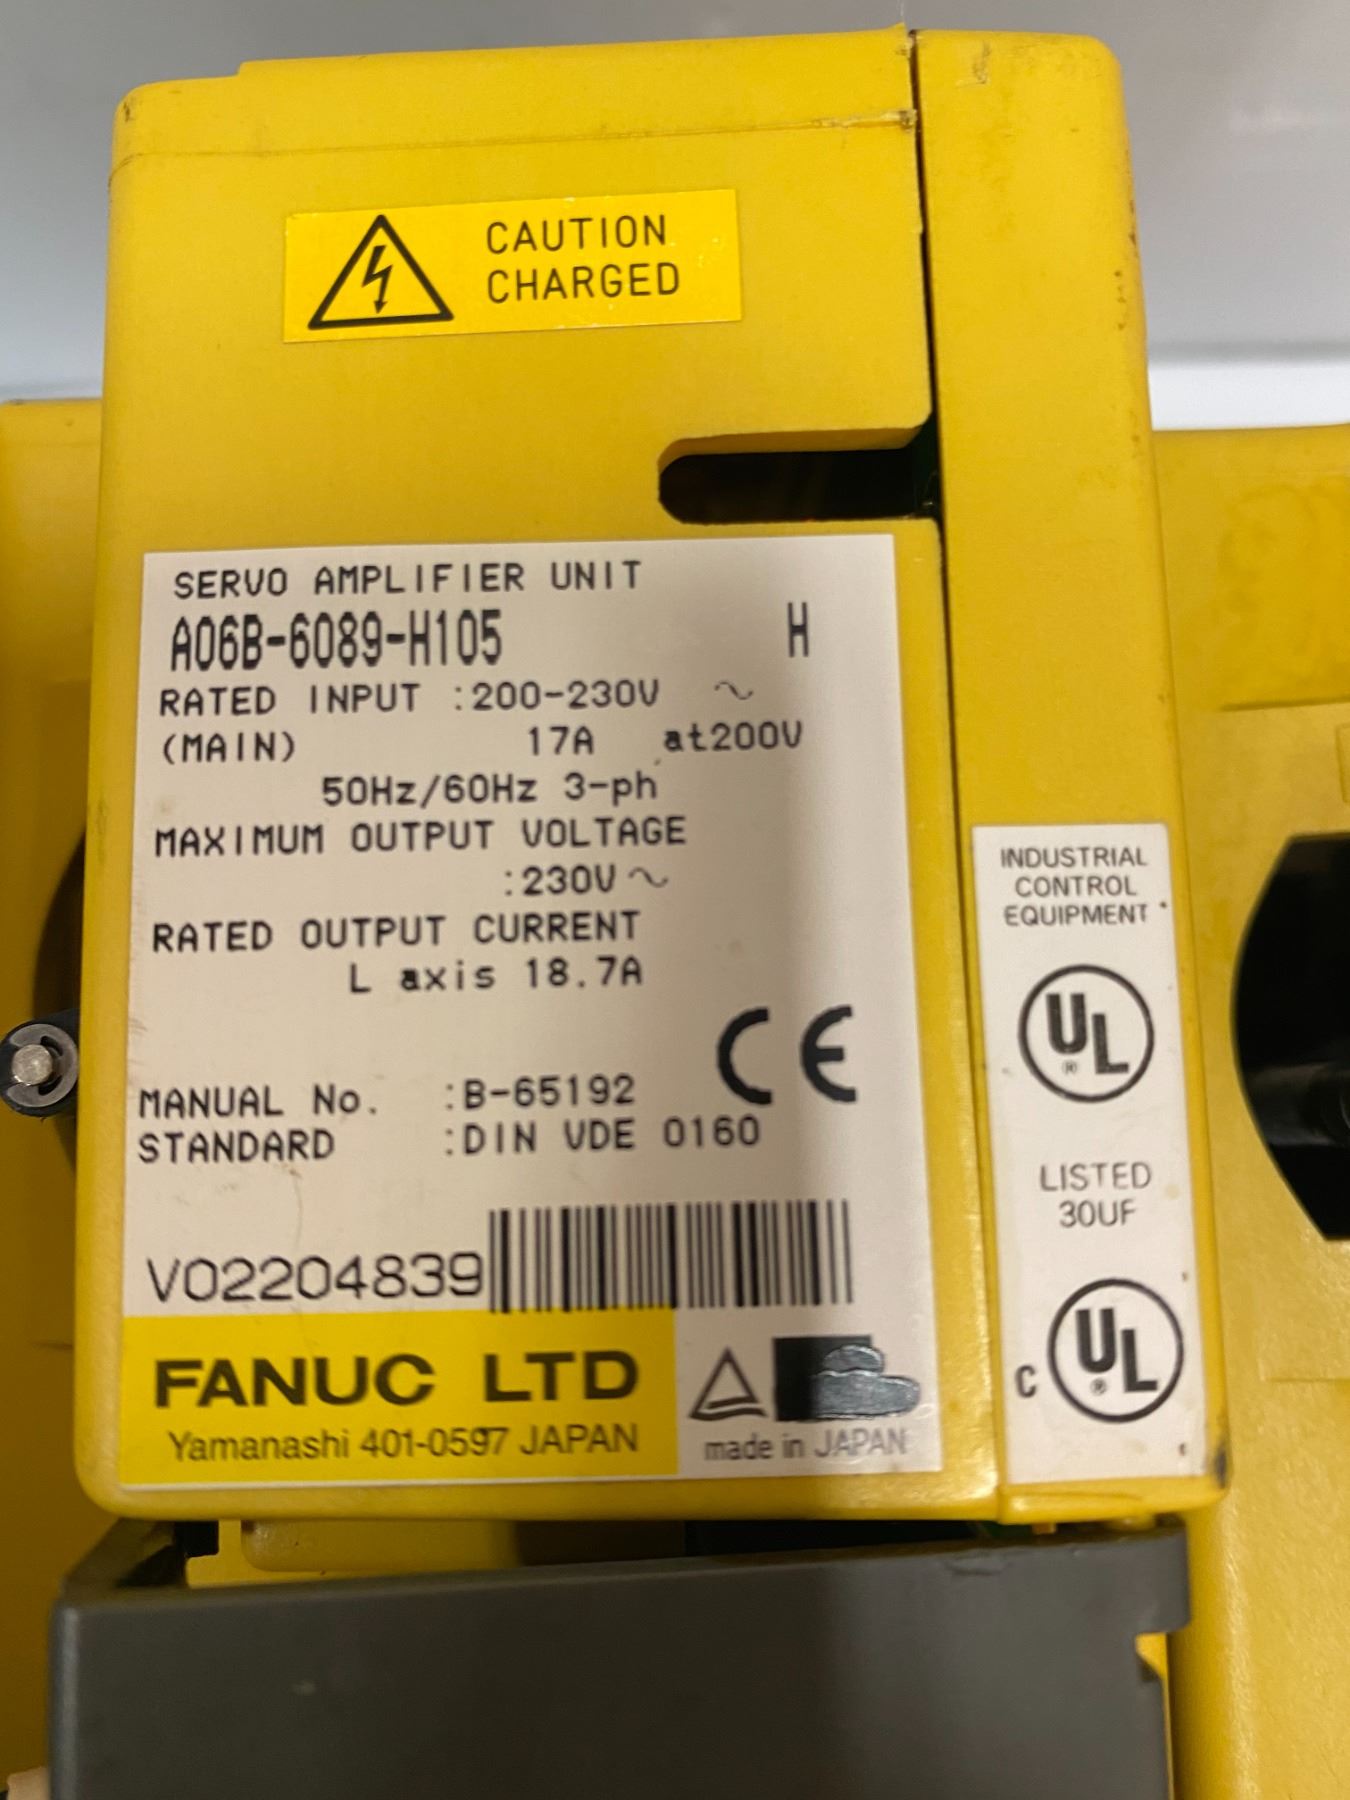 CAUTION
CHARGED
SERVO AMPLIFIER UNIT
A06B-6089-H105 H
RATED INPUT :200-230V ~
(MAIN) 17A at200V
50Hz/60Hz 3-ph
MAXIMUM OUTPUT VOLTAGE
:230V~
RATED OUTPUT CURRENT
L axis 18.7A
CE
MANUAL No. :B-65192
STANDARD :DIN VDE 0160
V02204839
FANUC LTD
Yamanashi 401-0597 JAPAN
made in JAPAN
INDUSTRIAL
CONTROL
EQUIPMENT
UL
®
LISTED
30UF
C UL
®